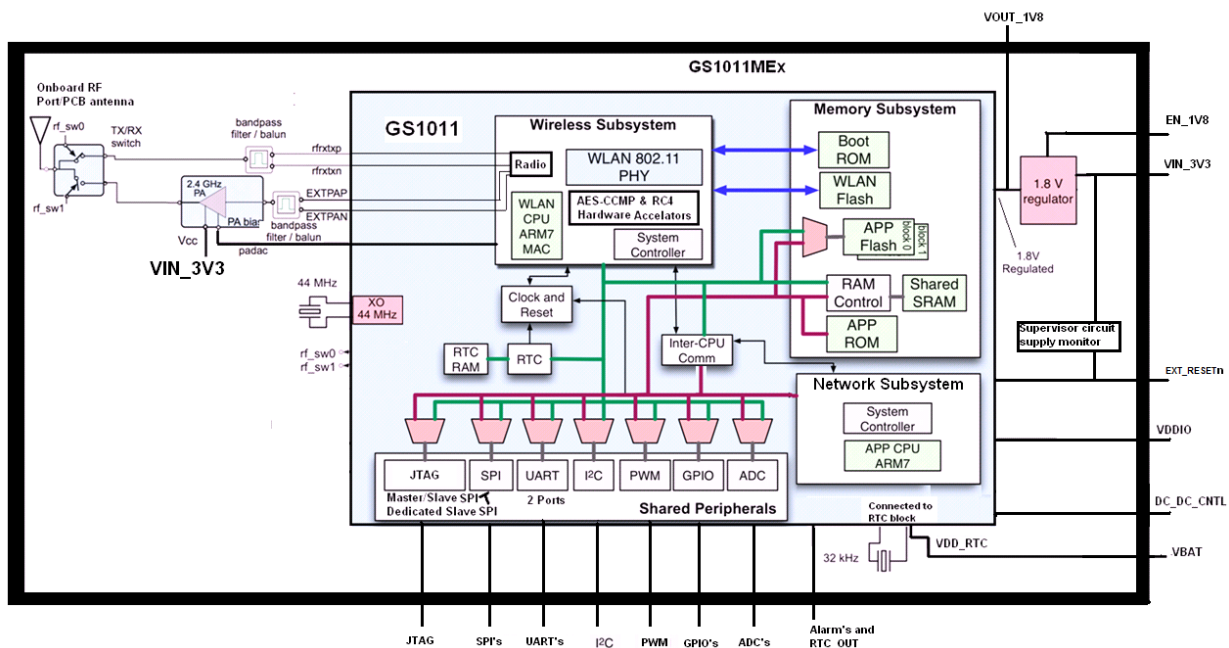 VOUT_1V8
GS1011MEx
Onboard RF
Port/PCB antenna
rf_sw0
TX/RX
switch
rf_sw1
bandpass
filter / balun
rfrxtxp
rfrxtxn
2.4 GHz
PA
PA bias
EXTPAP
EXTPAN
bandpass
filter / balun
Vcc
padac
VIN_3V3
44 MHz
XO
44 MHz
rf_sw0
rf_sw1
GS1011
Wireless Subsystem
Radio
WLAN 802.11
PHY
WLAN
CPU
ARM7
MAC
AES-CCMP & RC4
Hardware Accelators
System
Controller
Clock and
Reset
RTC
RAM
RTC
Inter-CPU
Comm
Memory Subsystem
Boot
ROM
WLAN
Flash
APP
Flash
block 0
block 1
RAM
Control
Shared
SRAM
APP
ROM
Network Subsystem
System
Controller
APP CPU
ARM7
JTAG
SPI
UART
I²C
PWM
GPIO
ADC
Master/Slave SPI
Dedicated Slave SPI
2 Ports
Shared Peripherals
Connected to
RTC block
32 kHz
VDD_RTC
1.8 V
regulator
1.8V
Regulated
Supervisor circuit
supply monitor
EN_1V8
VIN_3V3
EXT_RESETn
VDDIO
DC_DC_CNTL
VBAT
JTAG
SPI's
UART's
I²C
PWM
GPIO's
ADC's
Alarm's and
RTC_OUT